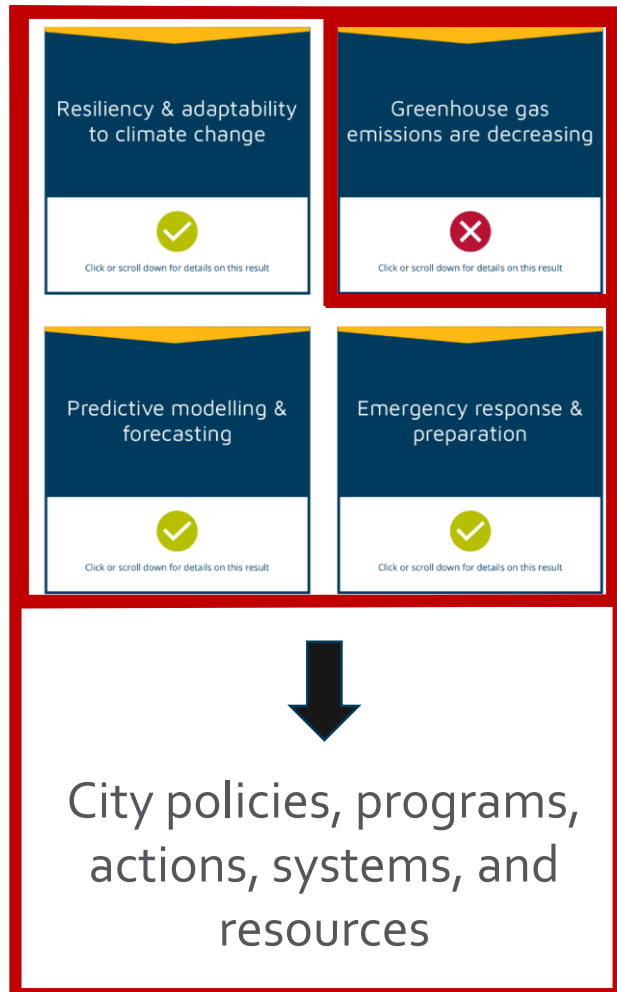 Resiliency & adaptability
to climate change
Click or scroll down for details on this result
Greenhouse gas
emissions are decreasing
Click or scroll down for details on this result
Predictive modelling &
forecasting
Click or scroll down for details on this result
Emergency response &
preparation
Click or scroll down for details on this result
City policies, programs,
actions, systems, and
resources